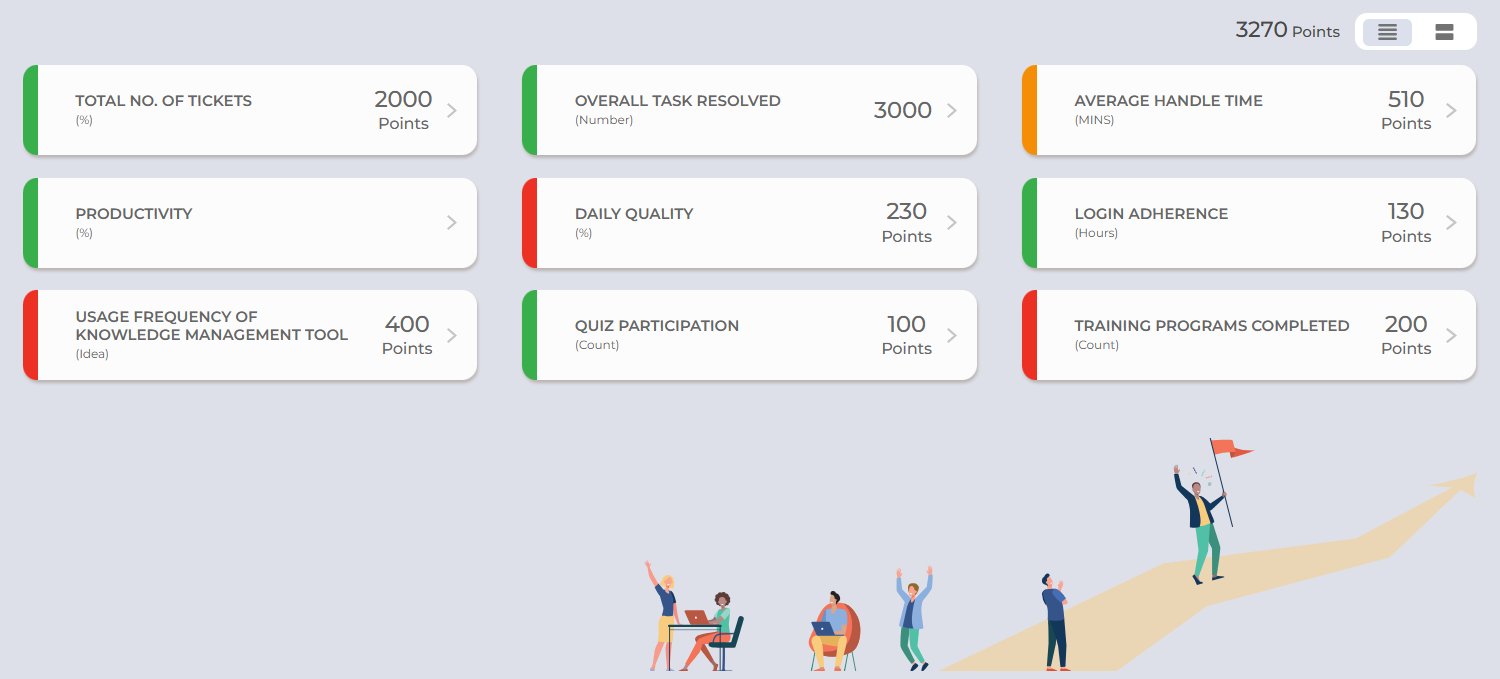 3270 Points
TOTAL NO. OF TICKETS
(%)
2000
Points
OVERALL TASK RESOLVED
(Number)
3000
AVERAGE HANDLE TIME
(MINS)
510
Points
PRODUCTIVITY
(%)
DAILY QUALITY
(%)
230
Points
LOGIN ADHERENCE
(Hours)
130
Points
USAGE FREQUENCY OF
KNOWLEDGE MANAGEMENT TOOL
(Idea)
400
Points
QUIZ PARTICIPATION
(Count)
100
Points
TRAINING PROGRAMS COMPLETED
(Count)
200
Points